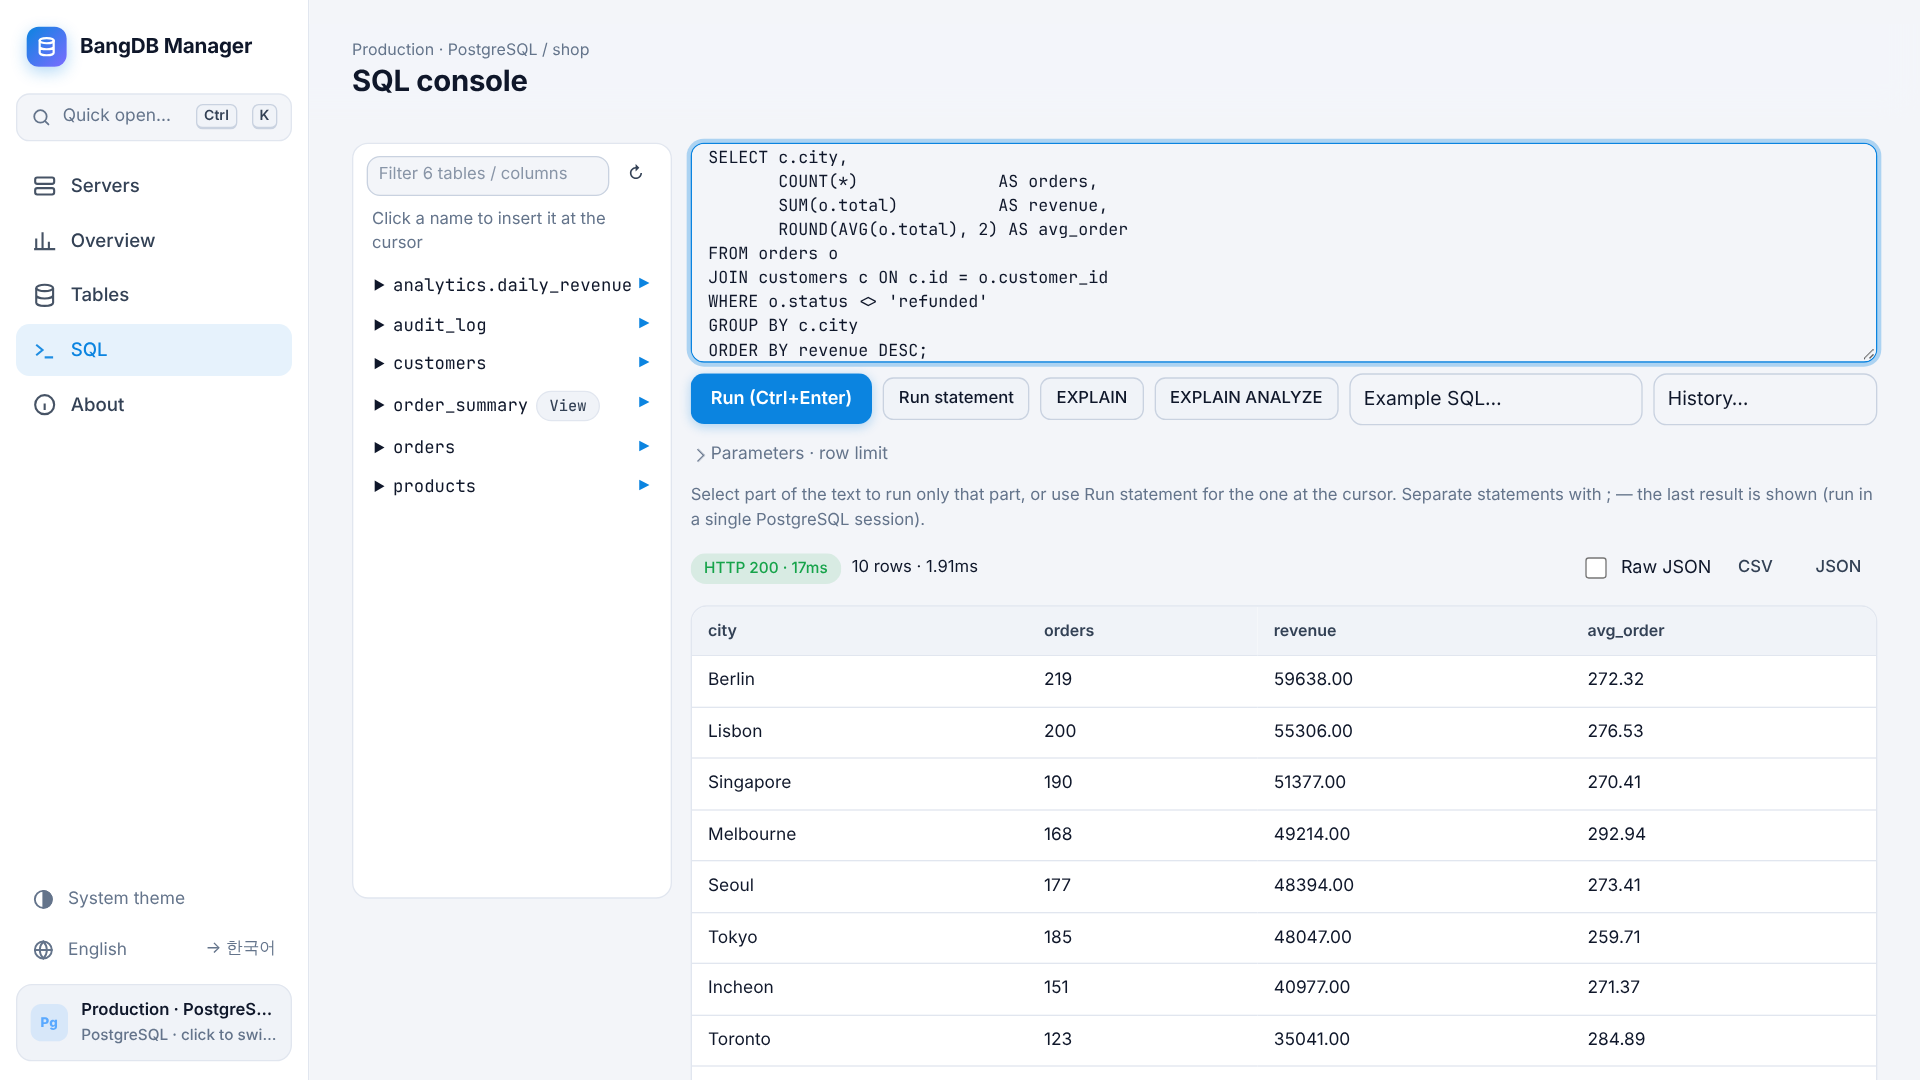 BangDB Manager
Quick open... Ctrl K
Servers
Overview
Tables
SQL
About
System theme
English → 한국어
Pg
Production · PostgreS...
PostgreSQL · click to swi...
Production · PostgreSQL / shop
SQL console
Filter 6 tables / columns
Click a name to insert it at the
cursor
analytics.daily_revenue
audit_log
customers
order_summary View
orders
products
SELECT c.city,
COUNT(*) AS orders,
SUM(o.total) AS revenue,
ROUND(AVG(o.total), 2) AS avg_order
FROM orders o
JOIN customers c ON c.id = o.customer_id
WHERE o.status <> 'refunded'
GROUP BY c.city
ORDER BY revenue DESC;
Run (Ctrl+Enter) Run statement EXPLAIN EXPLAIN ANALYZE Example SQL... History...
Parameters · row limit
Select part of the text to run only that part, or use Run statement for the one at the cursor. Separate statements with ; — the last result is shown (run in
a single PostgreSQL session).
HTTP 200 · 17ms 10 rows · 1.91ms Raw JSON CSV JSON
city orders revenue avg_order
Berlin 219 59638.00 272.32
Lisbon 200 55306.00 276.53
Singapore 190 51377.00 270.41
Melbourne 168 49214.00 292.94
Seoul 177 48394.00 273.41
Tokyo 185 48047.00 259.71
Incheon 151 40977.00 271.37
Toronto 123 35041.00 284.89